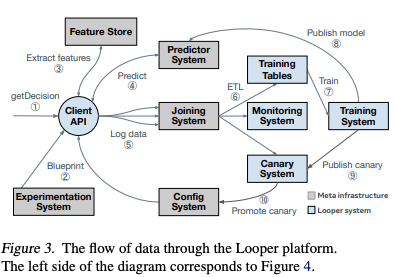 Feature Store
Publish model
⑧
Extract features
③
Predictor
System
Training
Tables
getDecision
①
Predict
④
ETL
⑥
Train
⑦
Client
API
Joining
System
Monitoring
System
Training
System
Log data
⑤
Blueprint
②
Canary
System
Publish canary
⑨
Experimentation
System
Config
System
⑩
Promote canary
Meta infrastructure
Looper system
Figure 3. The flow of data through the Looper platform.
The left side of the diagram corresponds to Figure 4.